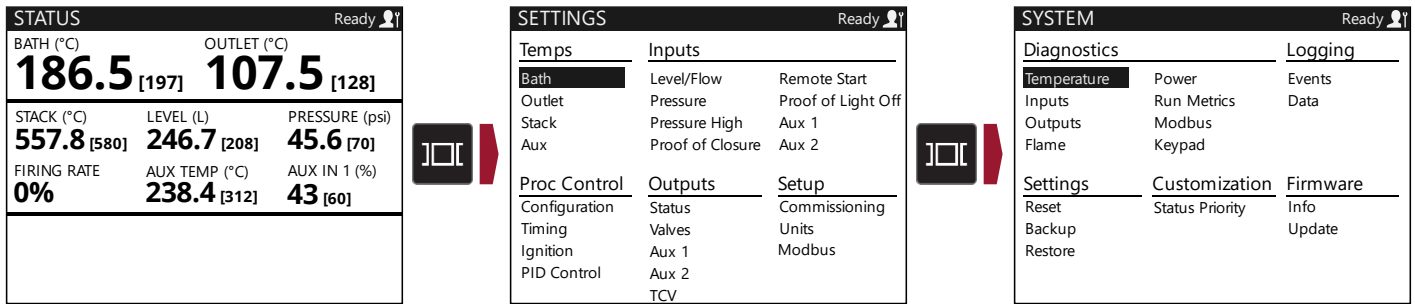 STATUS Ready
BATH (°C) OUTLET (°C)
186.5 [197] 107.5 [128]
STACK (°C) LEVEL (L) PRESSURE (psi)
557.8 [580] 246.7 [208] 45.6 [70]
FIRING RATE AUX TEMP (°C) AUX IN 1 (%)
0% 238.4 [312] 43 [60]
SETTINGS Ready
Temps Inputs
Bath Level/Flow Remote Start
Outlet Pressure Proof of Light Off
Stack Pressure High Aux 1
Aux Proof of Closure Aux 2
Proc Control Outputs Setup
Configuration Status Commissioning
Timing Valves Units
Ignition Aux 1 Modbus
PID Control Aux 2
TCV
SYSTEM Ready
Diagnostics Logging
Temperature Power Events
Inputs Run Metrics Data
Outputs Modbus
Flame Keypad
Settings Customization Firmware
Reset Status Priority Info
Backup Update
Restore